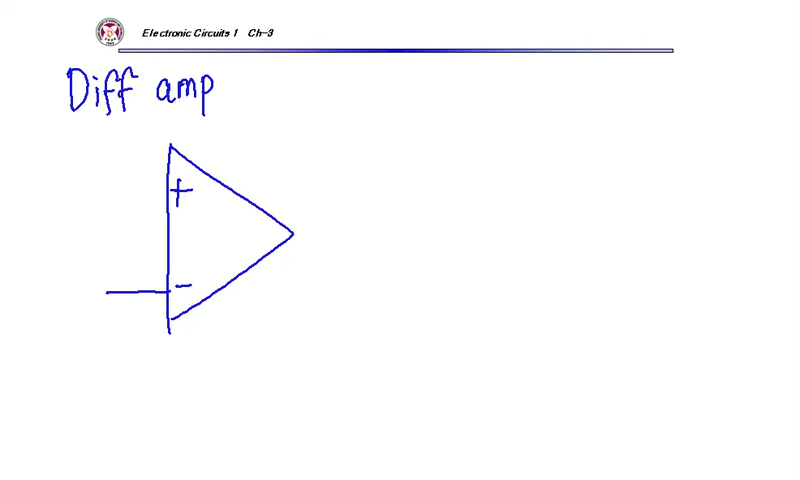 Electronic Circuits 1 Ch-3
Diff amp
+
-